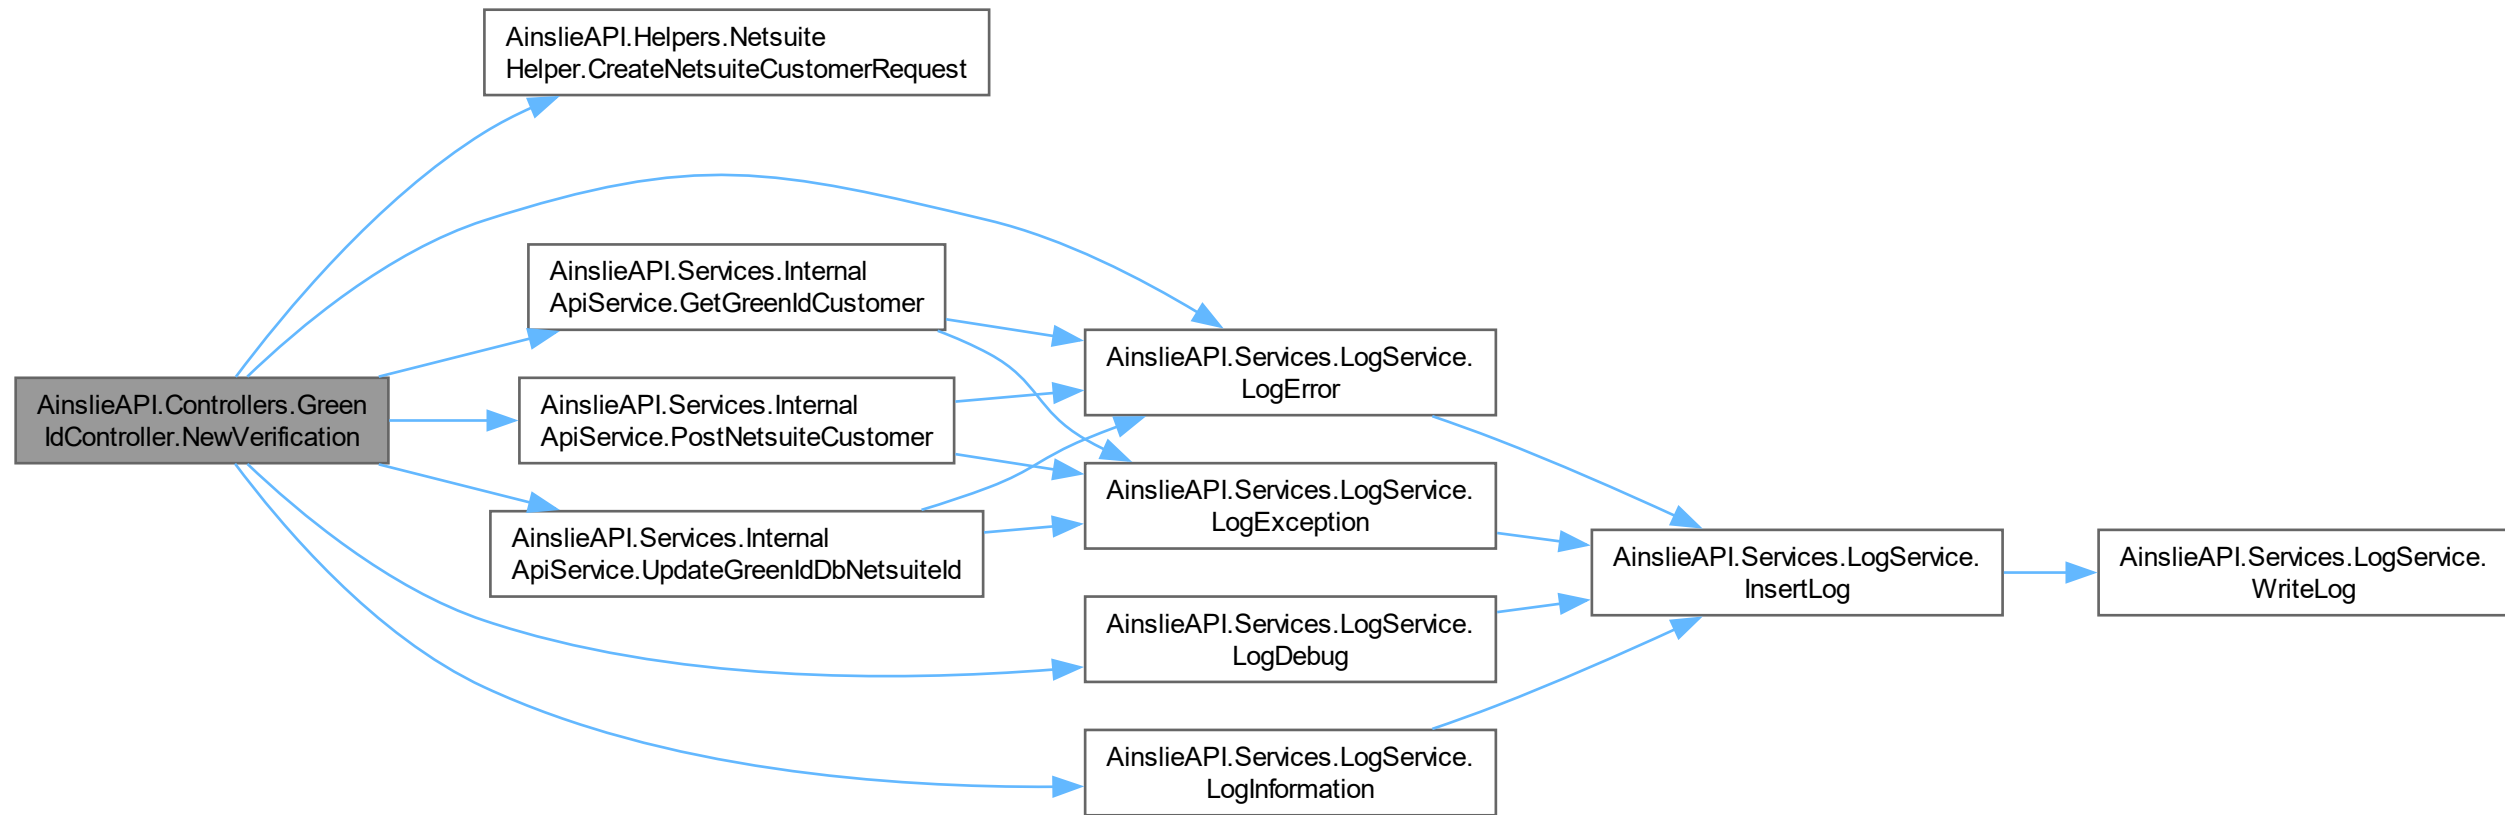 AinslieAPI.Helpers.Netsuite
Helper.CreateNetsuiteCustomerRequest
AinslieAPI.Services.Internal
ApiService.GetGreenIdCustomer
AinslieAPI.Services.LogService.
LogError
AinslieAPI.Controllers.Green
IdController.NewVerification
AinslieAPI.Services.Internal
ApiService.PostNetsuiteCustomer
AinslieAPI.Services.LogService.
LogException
AinslieAPI.Services.Internal
ApiService.UpdateGreenIdDbNetsuiteId
AinslieAPI.Services.LogService.
InsertLog
AinslieAPI.Services.LogService.
WriteLog
AinslieAPI.Services.LogService.
LogDebug
AinslieAPI.Services.LogService.
LogInformation